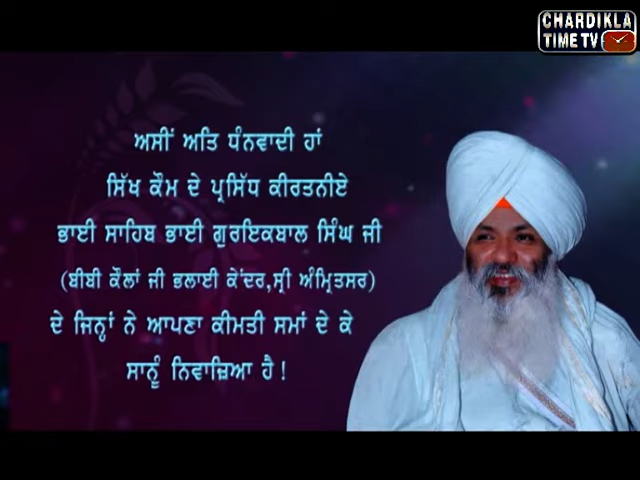 CHARDIKLA
TIME TV
ਅਸੀਂ ਅਤਿ ਧੰਨਵਾਦੀ ਹਾਂ
ਸਿੱਖ ਕੌਮ ਦੇ ਪ੍ਰਸਿੱਧ ਕੀਰਤਨੀਏ
ਭਾਈ ਸਾਹਿਬ ਭਾਈ ਗੁਰਇਕਬਾਲ ਸਿੰਘ ਜੀ
(ਬੀਬੀ ਕੌਲਾਂ ਜੀ ਭਲਾਈ ਕੇਂਦਰ,ਸ੍ਰੀ ਅੰਮ੍ਰਿਤਸਰ)
ਦੇ ਜਿਨ੍ਹਾਂ ਨੇ ਆਪਣਾ ਕੀਮਤੀ ਸਮਾਂ ਦੇ ਕੇ
ਸਾਨੂੰ ਨਿਵਾਜ਼ਿਆ ਹੈ!